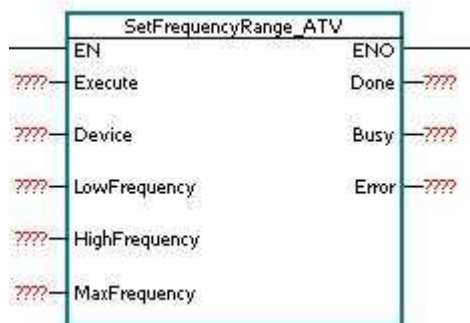 SetFrequencyRange_ATV
EN ENO
???? Execute Done ????
???? Device Busy ????
???? LowFrequency Error ????
???? HighFrequency
???? MaxFrequency